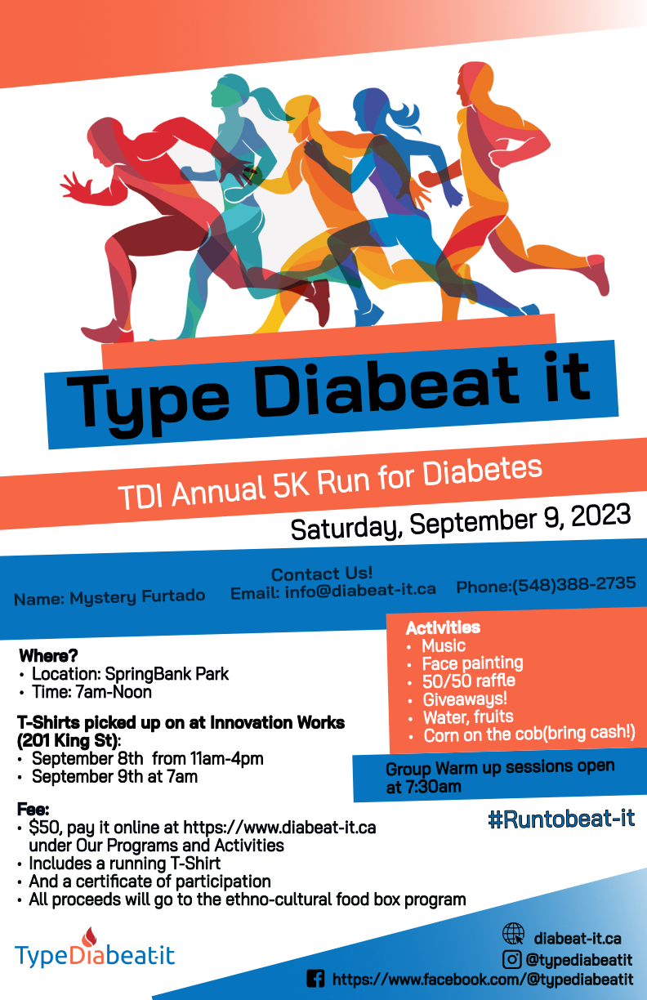 Type Diabeat it
TDI Annual 5K Run for Diabetes
Saturday, September 9, 2023
Contact Us!
Name: Mystery Furtado Email: info@diabeat-it.ca Phone:(548)388-2735
Where?
• Location: SpringBank Park
• Time: 7am-Noon
T-Shirts picked up on at Innovation Works
(201 King St):
• September 8th from 11am-4pm
• September 9th at 7am
Fee:
• $50, pay it online at https://www.diabeat-it.ca
under Our Programs and Activities
• Includes a running T-Shirt
• And a certificate of participation
• All proceeds will go to the ethno-cultural food box program
Activities
• Music
• Face painting
• 50/50 raffle
• Giveaways!
• Water, fruits
• Corn on the cob(bring cash!)
Group Warm up sessions open
at 7:30am
#Runtobeat-it
TypeDiabeat-it
diabeat-it.ca
@typediabeatit
https://www.facebook.com/@typediabeatit